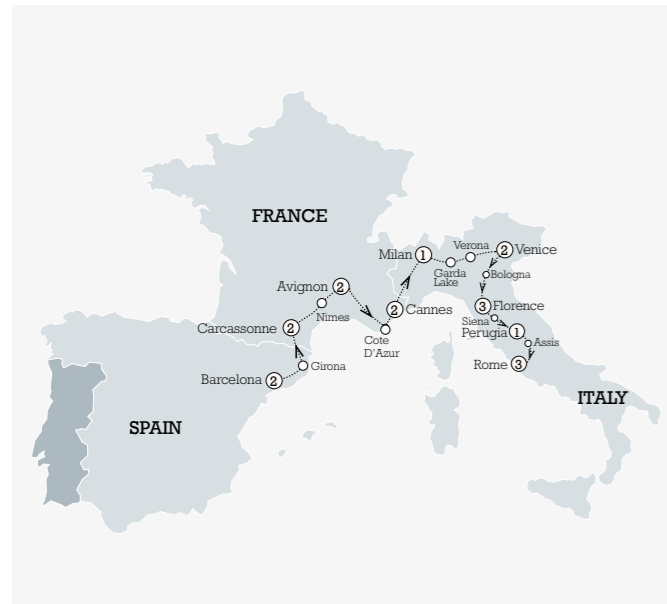 FRANCE
Milan
1
Verona
2
Venice
Garda
Lake
Bologna
Avignon
2
Nimes
2
Cannes
3
Florence
Carcassonne
2
Cote
D'Azur
Siena
Perugia
1
Assis
Girona
Barcelona
2
Rome
3
SPAIN
ITALY